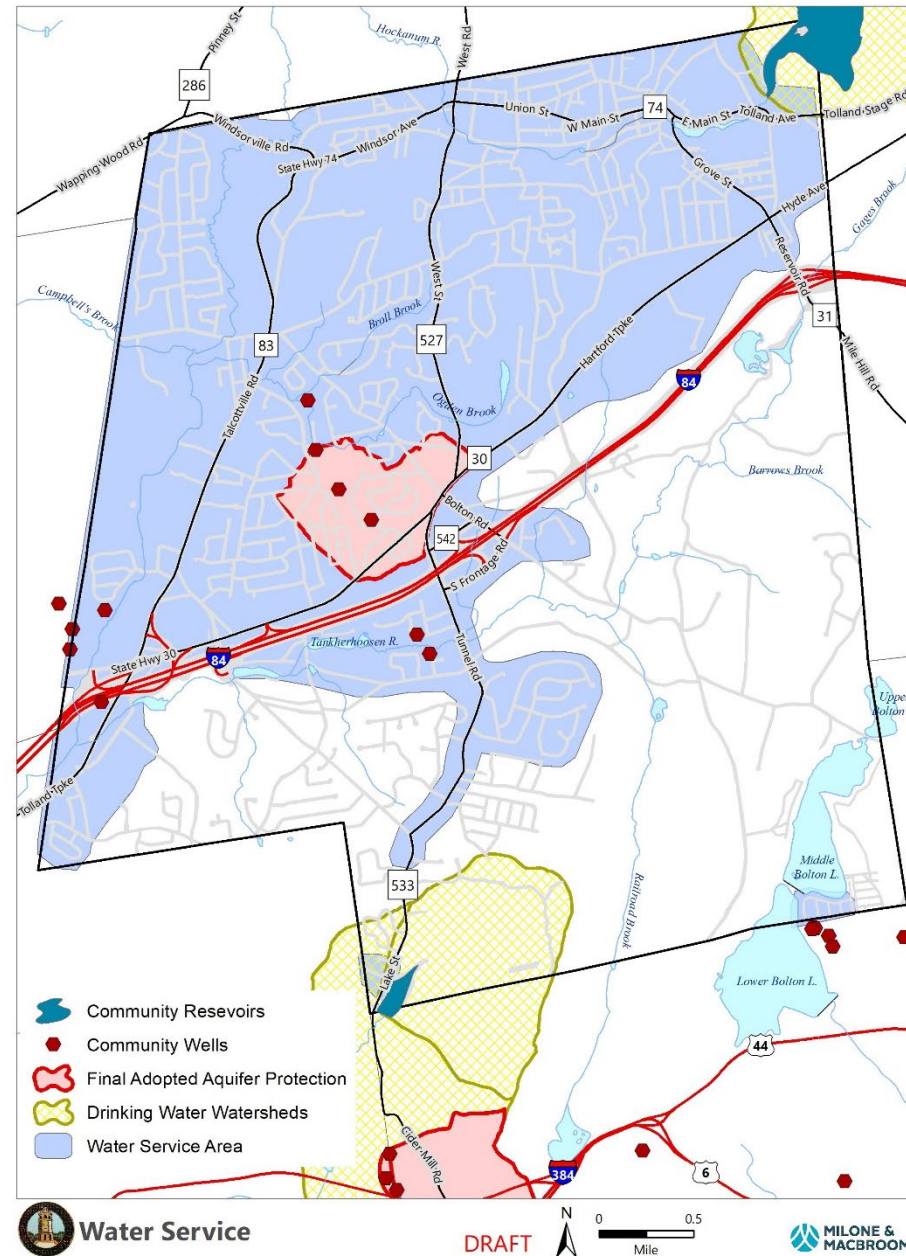 Pinney St
Hockanum R.
West Rd
286
Windsorville Rd
Wapping Wood Rd
State Hwy 74
Windsor Ave
Union St
W Main St
74
E Main St
Tolland Ave
Tolland Stage Rd
Grove St
Hyde Ave
Gages Brook
Reservoir Rd
Campbell's Brook
Broll Brook
West St
83
527
31
Mile Hill Rd
Hartford Tpke
84
Talcottville Rd
Ogden Brook
30
Barrows Brook
Bolton Rd
542
S Frontage Rd
State Hwy 30
84
Tankherhoosen R.
Tunnel Rd
Tolland Tpke
Middle
Bolton L.
533
Railroad Brook
Lake St
Lower Bolton L.
44
Cider Mill Rd
384
6
Community Resevoirs
Community Wells
Final Adopted Aquifer Protection
Drinking Water Watersheds
Water Service Area
Water Service
DRAFT
N
0 0.5
Mile
MILONE &
MACBROOM